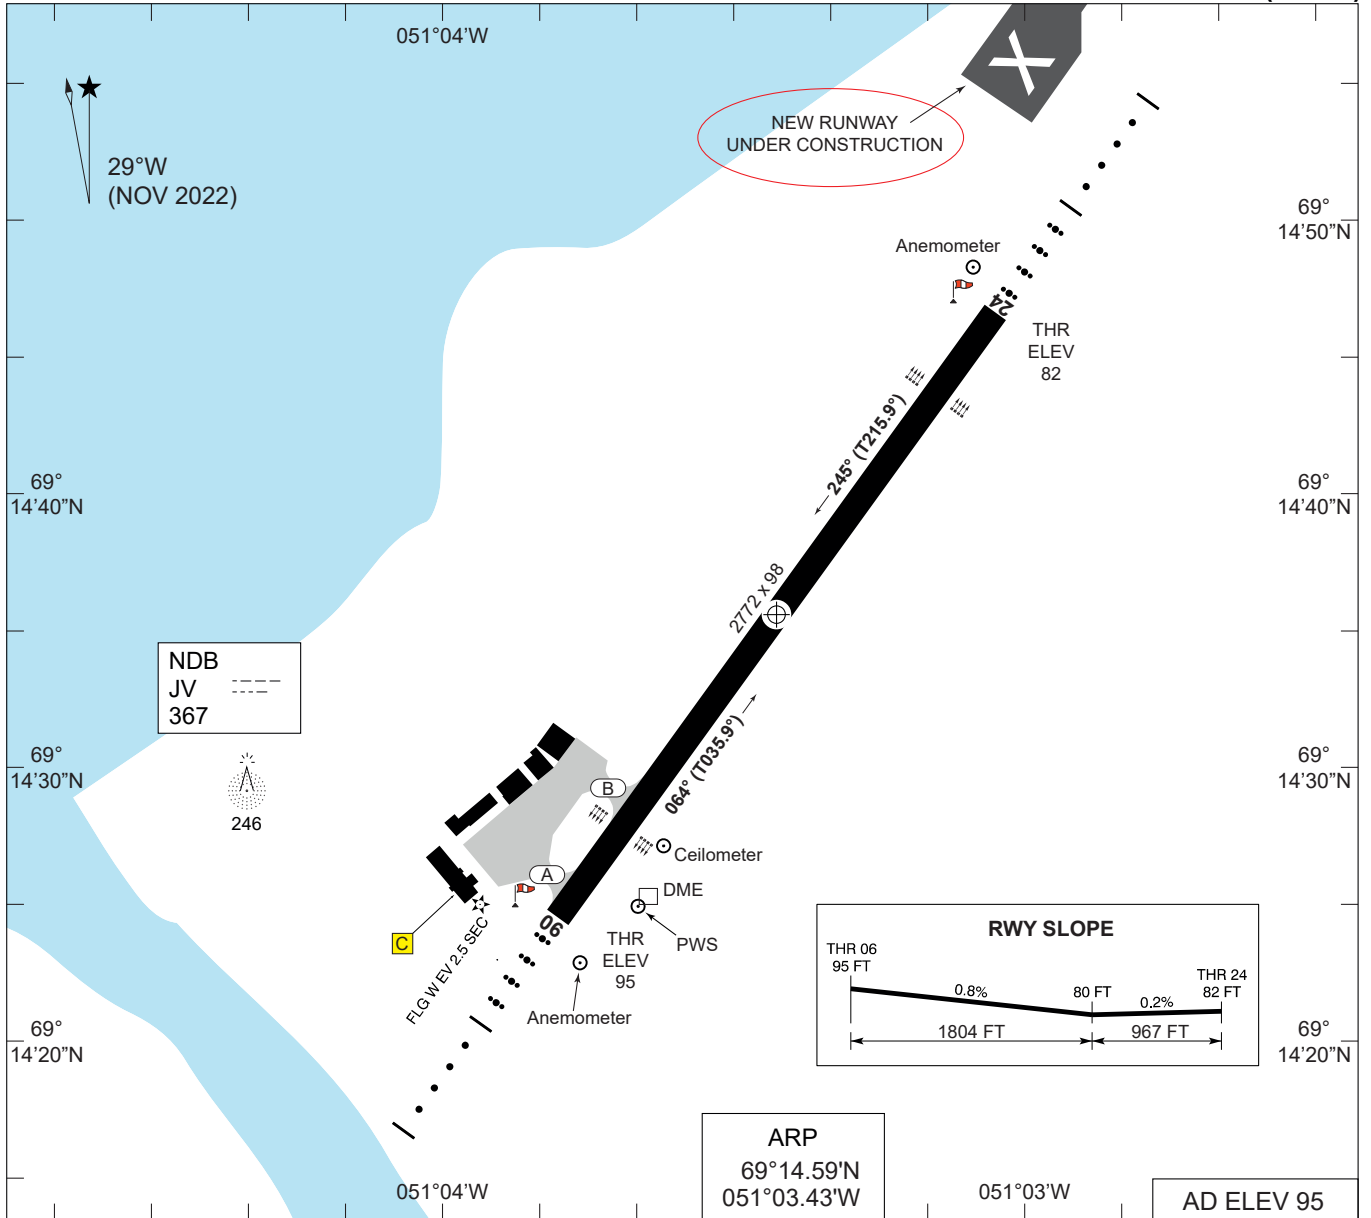 051°04'W
NEW RUNWAY
UNDER CONSTRUCTION
X
29°W
(NOV 2022)
69°
14'50"N
Anemometer
24
THR
ELEV
82
245° (T215.9°)
69°
14'40"N
69°
14'40"N
2772 x 98
NDB
JV
367
246
69°
14'30"N
69°
14'30"N
064° (T035.9°)
B
Ceilometer
A
DME
PWS
C
FLG W EV 2.5 SEC
06
THR
ELEV
95
Anemometer
RWY SLOPE
THR 06
95 FT
0.8%
80 FT
0.2%
THR 24
82 FT
1804 FT
967 FT
69°
14'20"N
69°
14'20"N
ARP
69°14.59'N
051°03.43'W
051°04'W
051°03'W
AD ELEV 95